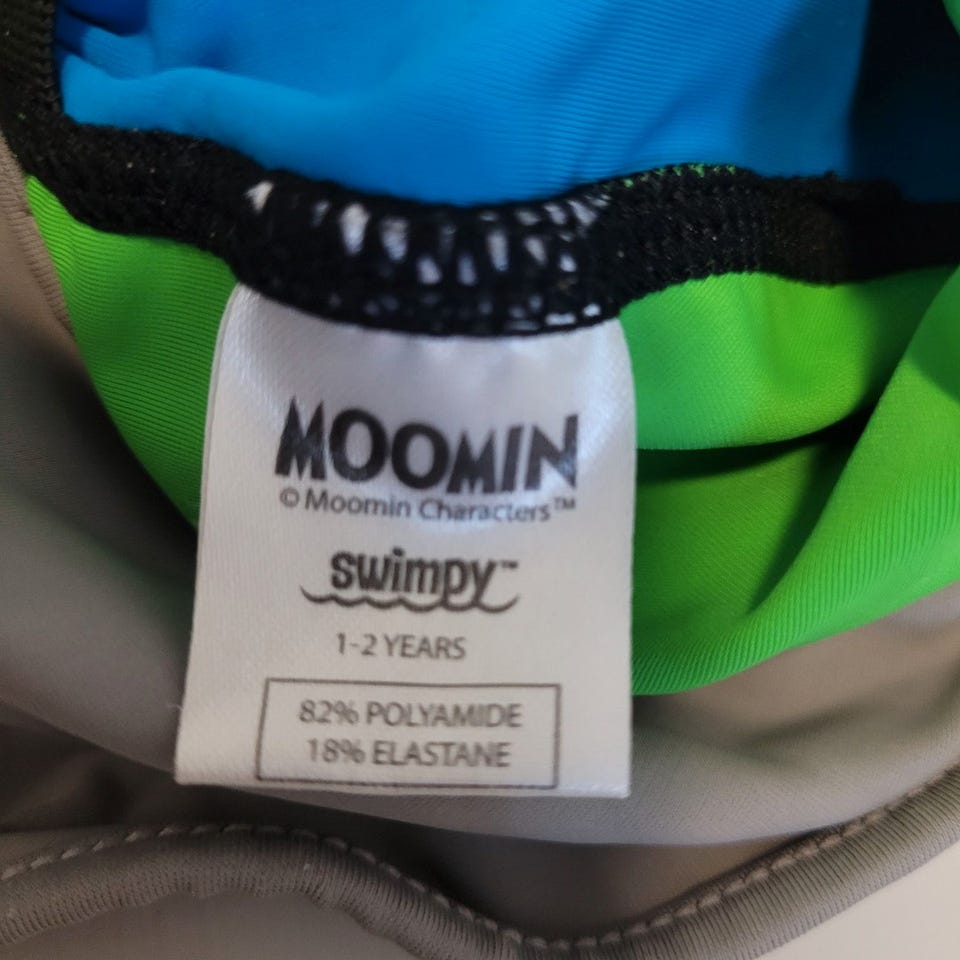 MOOMIN
© Moomin Characters™
swimpy™
1-2 YEARS
82% POLYAMIDE
18% ELASTANE